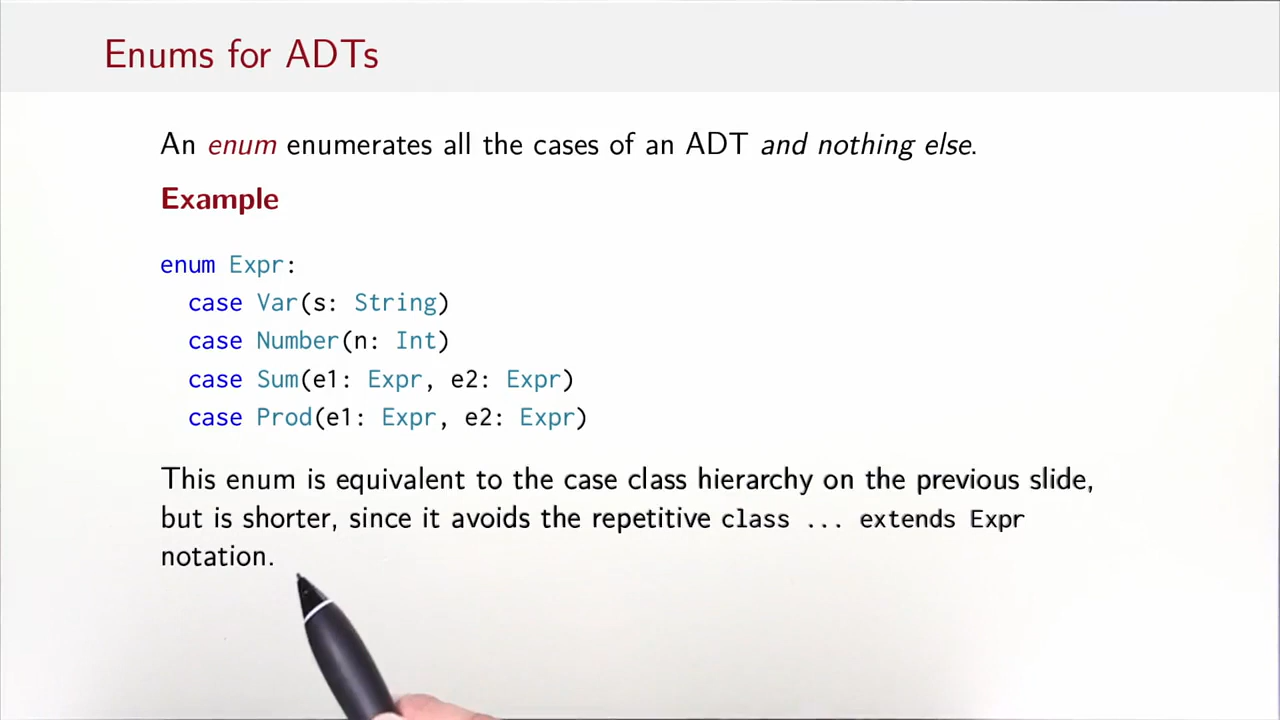 Enums for ADTs
An enum enumerates all the cases of an ADT and nothing else.
Example
enum Expr:
  case Var(s: String)
  case Number(n: Int)
  case Sum(e1: Expr, e2: Expr)
  case Prod(e1: Expr, e2: Expr)
This enum is equivalent to the case class hierarchy on the previous slide,
but is shorter, since it avoids the repetitive class ... extends Expr
notation.